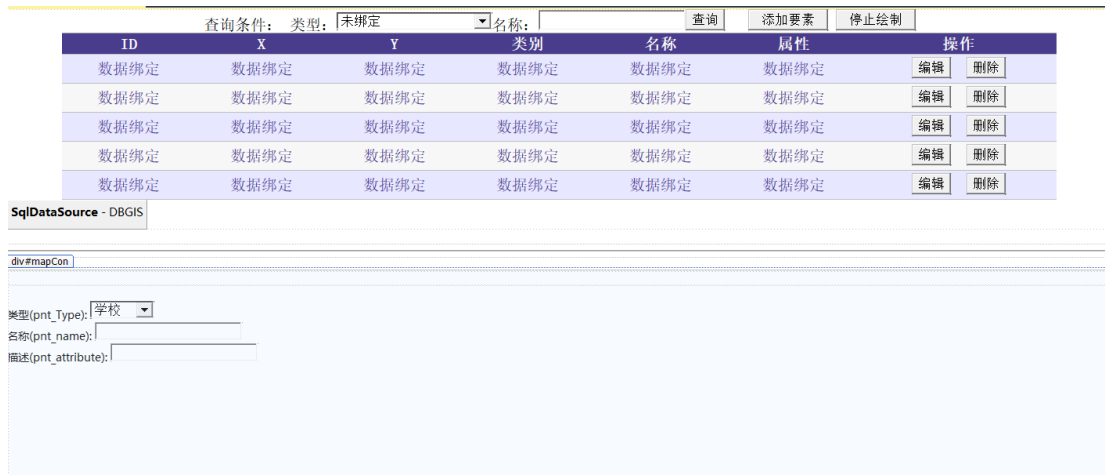 查询条件： 类型： 未绑定 名称： 查询 添加要素 停止绘制
ID X Y 类别 名称 属性 操作
数据绑定 数据绑定 数据绑定 数据绑定 数据绑定 数据绑定 编辑 删除
数据绑定 数据绑定 数据绑定 数据绑定 数据绑定 数据绑定 编辑 删除
数据绑定 数据绑定 数据绑定 数据绑定 数据绑定 数据绑定 编辑 删除
数据绑定 数据绑定 数据绑定 数据绑定 数据绑定 数据绑定 编辑 删除
数据绑定 数据绑定 数据绑定 数据绑定 数据绑定 数据绑定 编辑 删除
SqlDataSource - DBGIS
div#mapCon
类型(pnt_Type): 学校
名称(pnt_name):
描述(pnt_attribute):